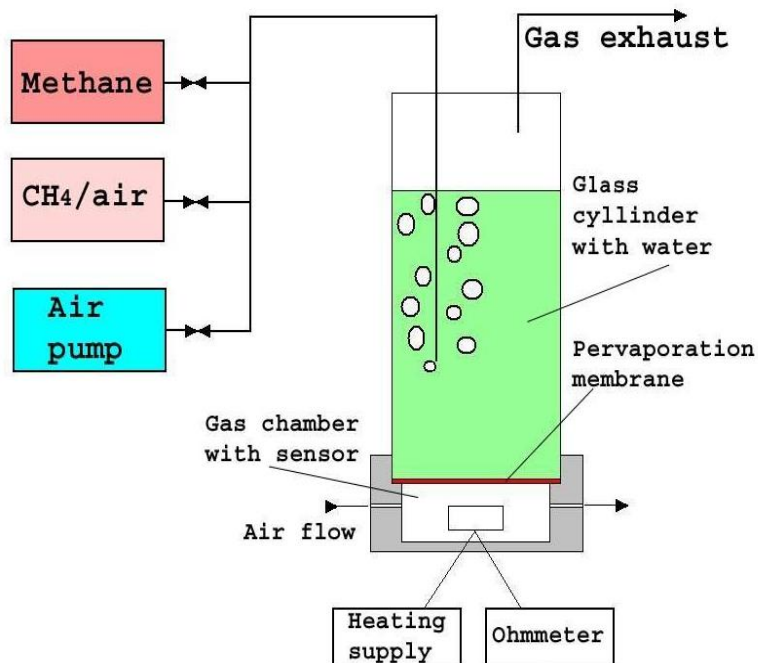 Gas exhaust
Methane
CH4/air
Air
pump
Glass
cyllinder
with water
Pervaporation
membrane
Gas chamber
with sensor
Air flow
Heating
supply
Ohmmeter